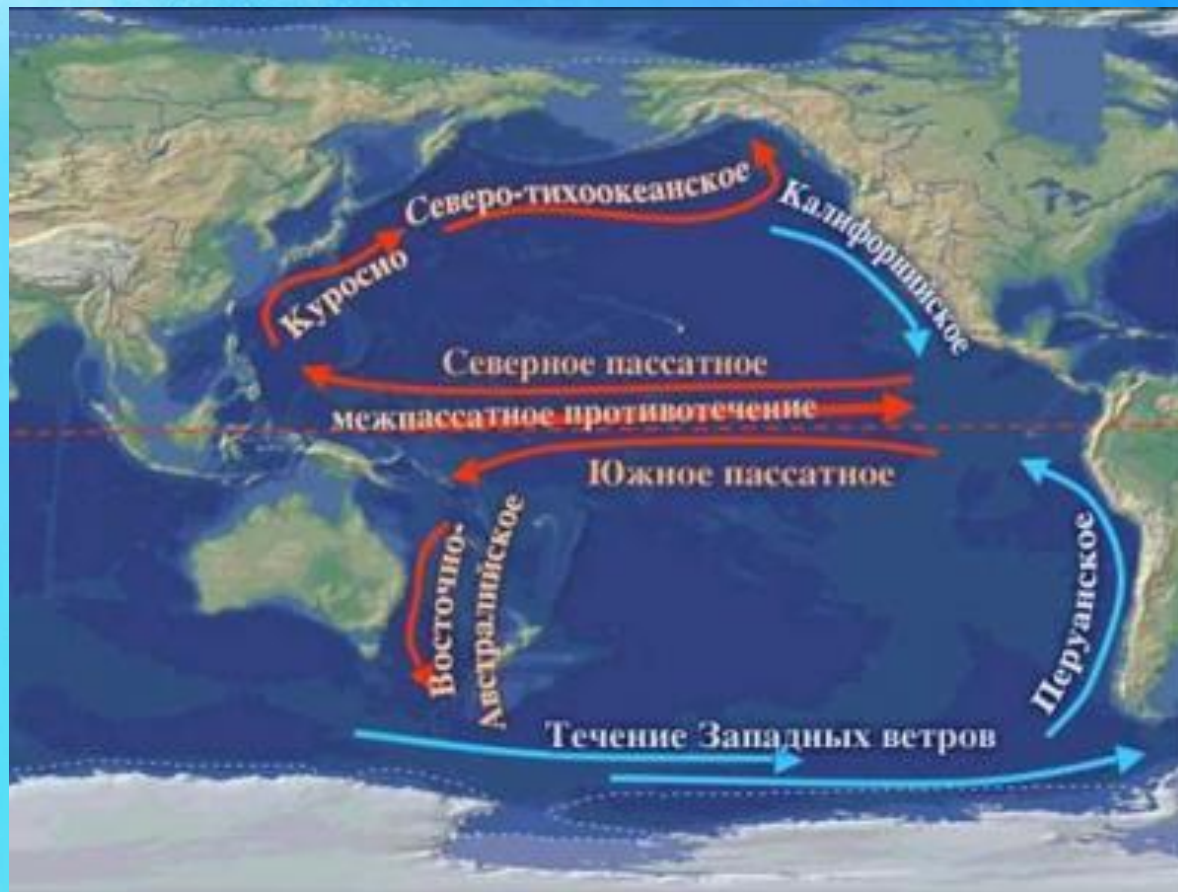 Северо-тихоокеанское
Калифорнийское
Куросио
Северное пассатное
межпассатное противотечение
Южное пассатное
Восточно-
Австралийское
Перуанское
Течение Западных ветров